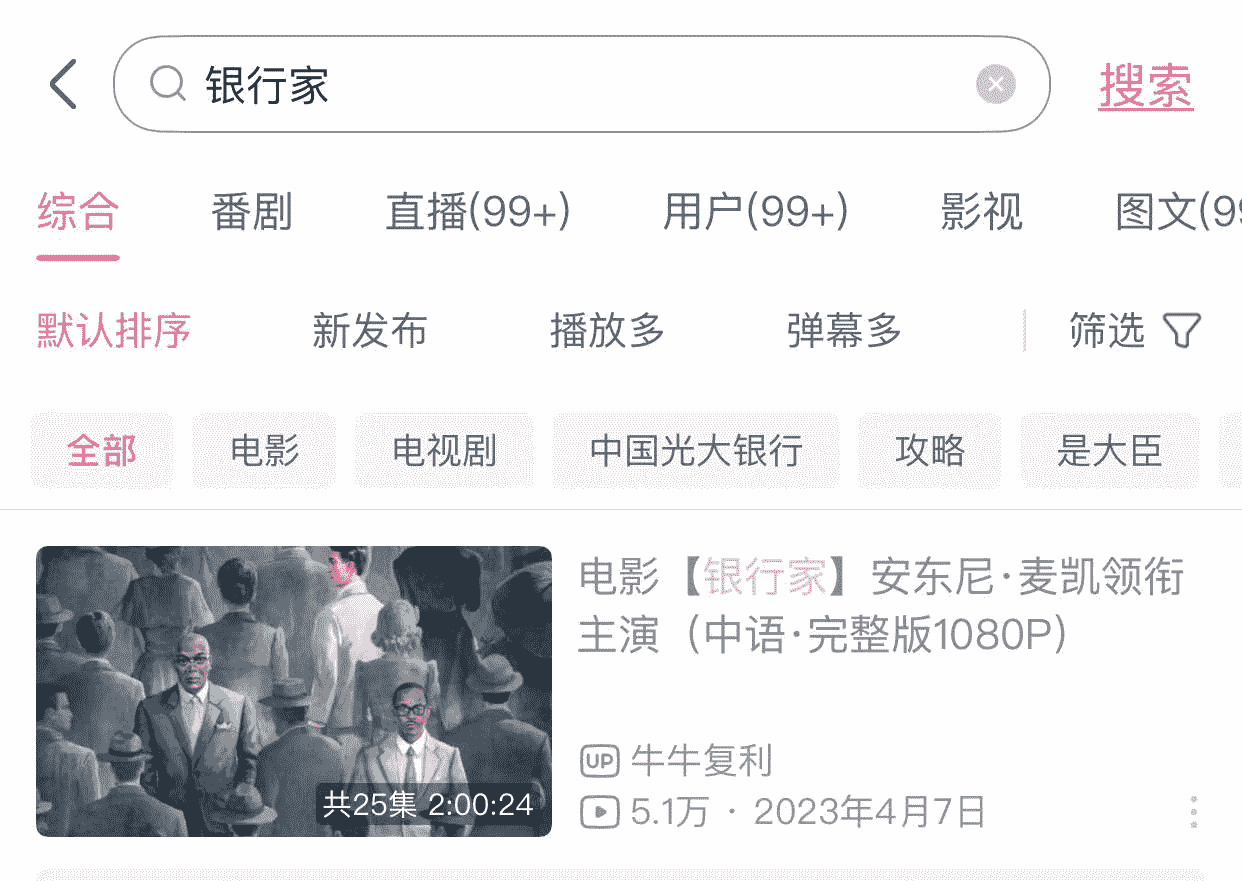 银行家
搜索
综合 番剧 直播(99+) 用户(99+) 影视 图文(99
默认排序 新发布 播放多 弹幕多 筛选
全部 电影 电视剧 中国光大银行 攻略 是大臣
电影【银行家】安东尼·麦凯领衔
主演（中语·完整版1080P）
共25集 2:00:24
UP 牛牛复利
5.1万 · 2023年4月7日